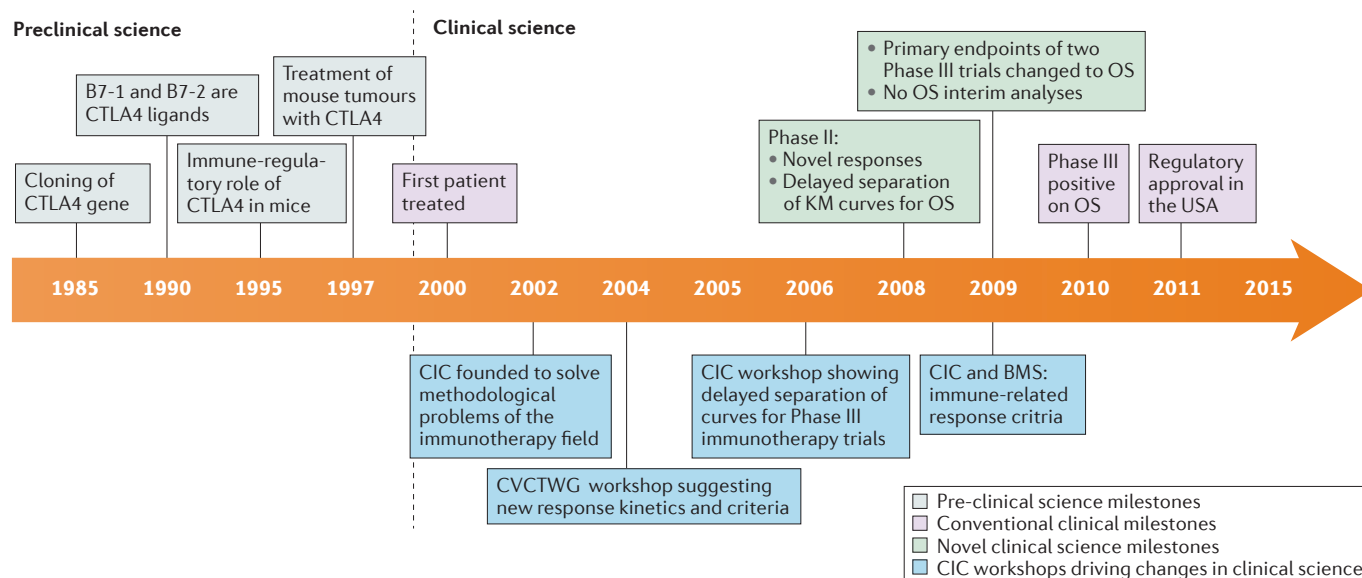 Preclinical science
Clinical science
B7-1 and B7-2 are
CTLA4 ligands
Treatment of
mouse tumours
with CTLA4
• Primary endpoints of two
Phase III trials changed to OS
• No OS interim analyses
Cloning of
CTLA4 gene
Immune-regula-
tory role of
CTLA4 in mice
First patient
treated
Phase II:
• Novel responses
• Delayed separation
of KM curves for OS
Phase III
positive
on OS
Regulatory
approval in
the USA
1985 1990 1995 1997 2000 2002 2004 2005 2006 2008 2009 2010 2011 2015
CIC founded to solve
methodological
problems of the
immunotherapy field
CIC workshop showing
delayed separation of
curves for Phase III
immunotherapy trials
CIC and BMS:
immune-related
response critria
CVCTWG workshop suggesting
new response kinetics and criteria
Pre-clinical science milestones
Conventional clinical milestones
Novel clinical science milestones
CIC workshops driving changes in clinical science